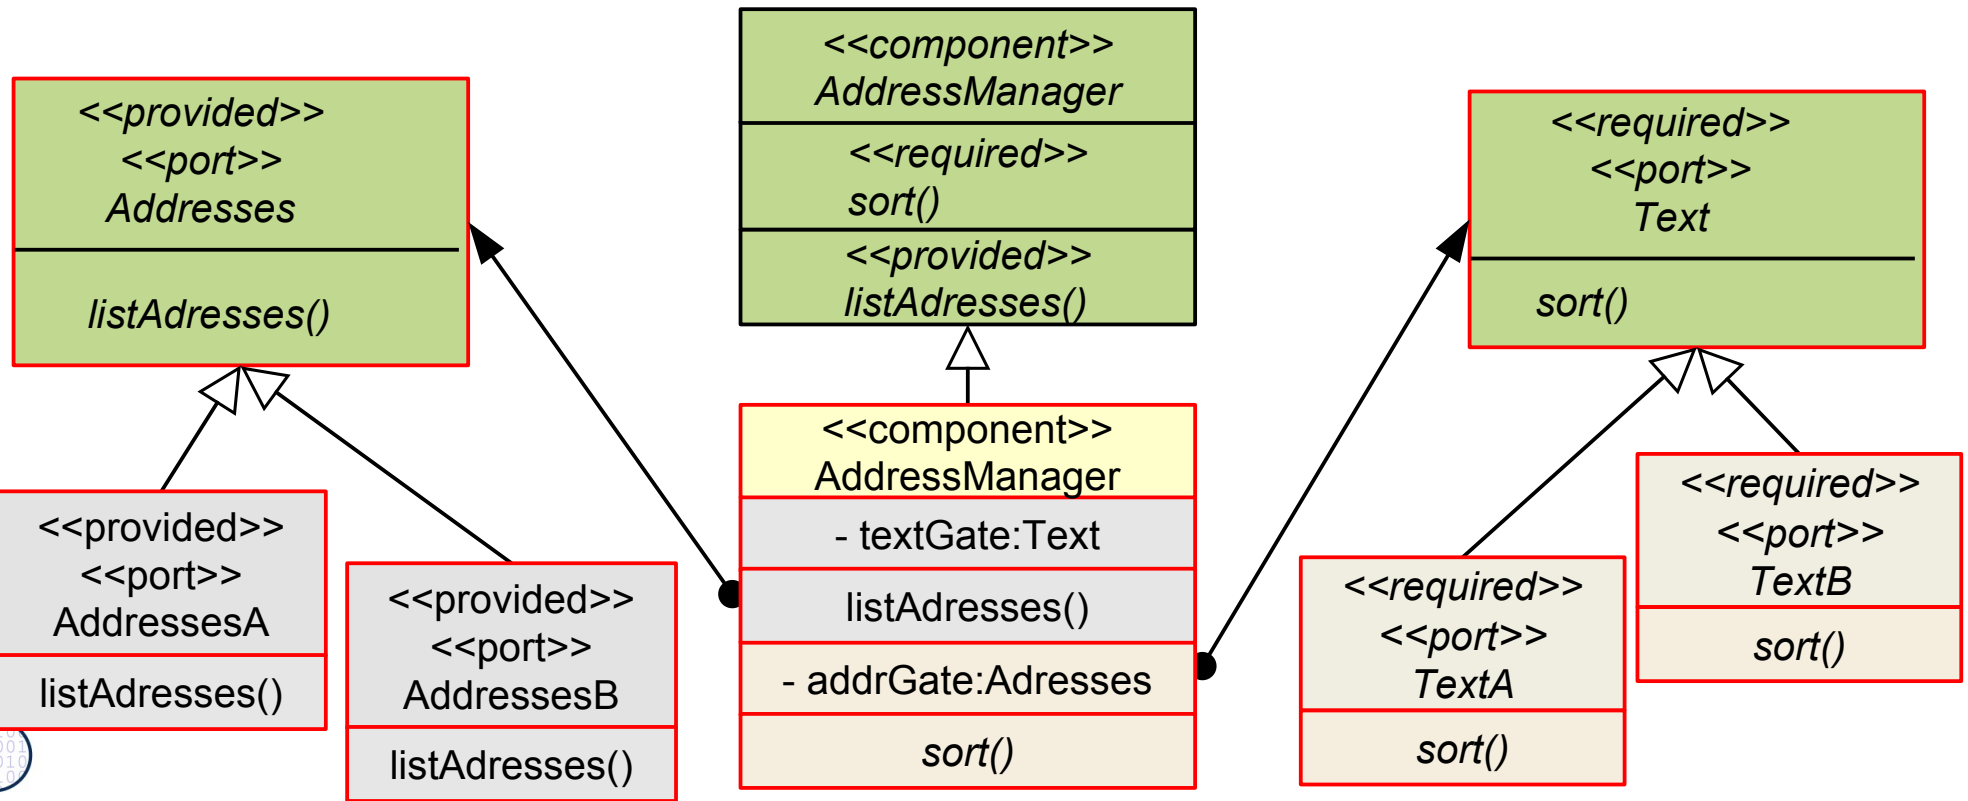 <<provided>>
<<port>>
Addresses
listAdresses()
<<component>>
AddressManager
<<required>>
sort()
<<provided>>
listAdresses()
<<required>>
<<port>>
Text
sort()
<<provided>>
<<port>>
AddressesA
listAdresses()
<<provided>>
<<port>>
AddressesB
listAdresses()
<<component>>
AddressManager
- textGate:Text
listAdresses()
- addrGate:Adresses
sort()
<<required>>
<<port>>
TextA
sort()
<<required>>
<<port>>
TextB
sort()